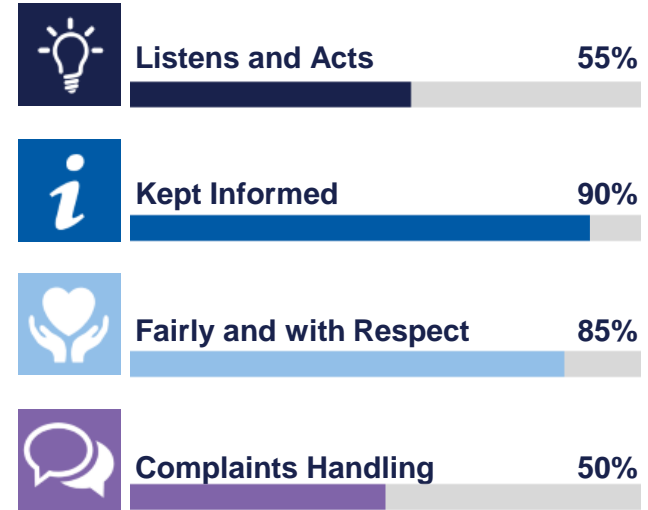 Listens and Acts 55%
Kept Informed 90%
Fairly and with Respect 85%
Complaints Handling 50%